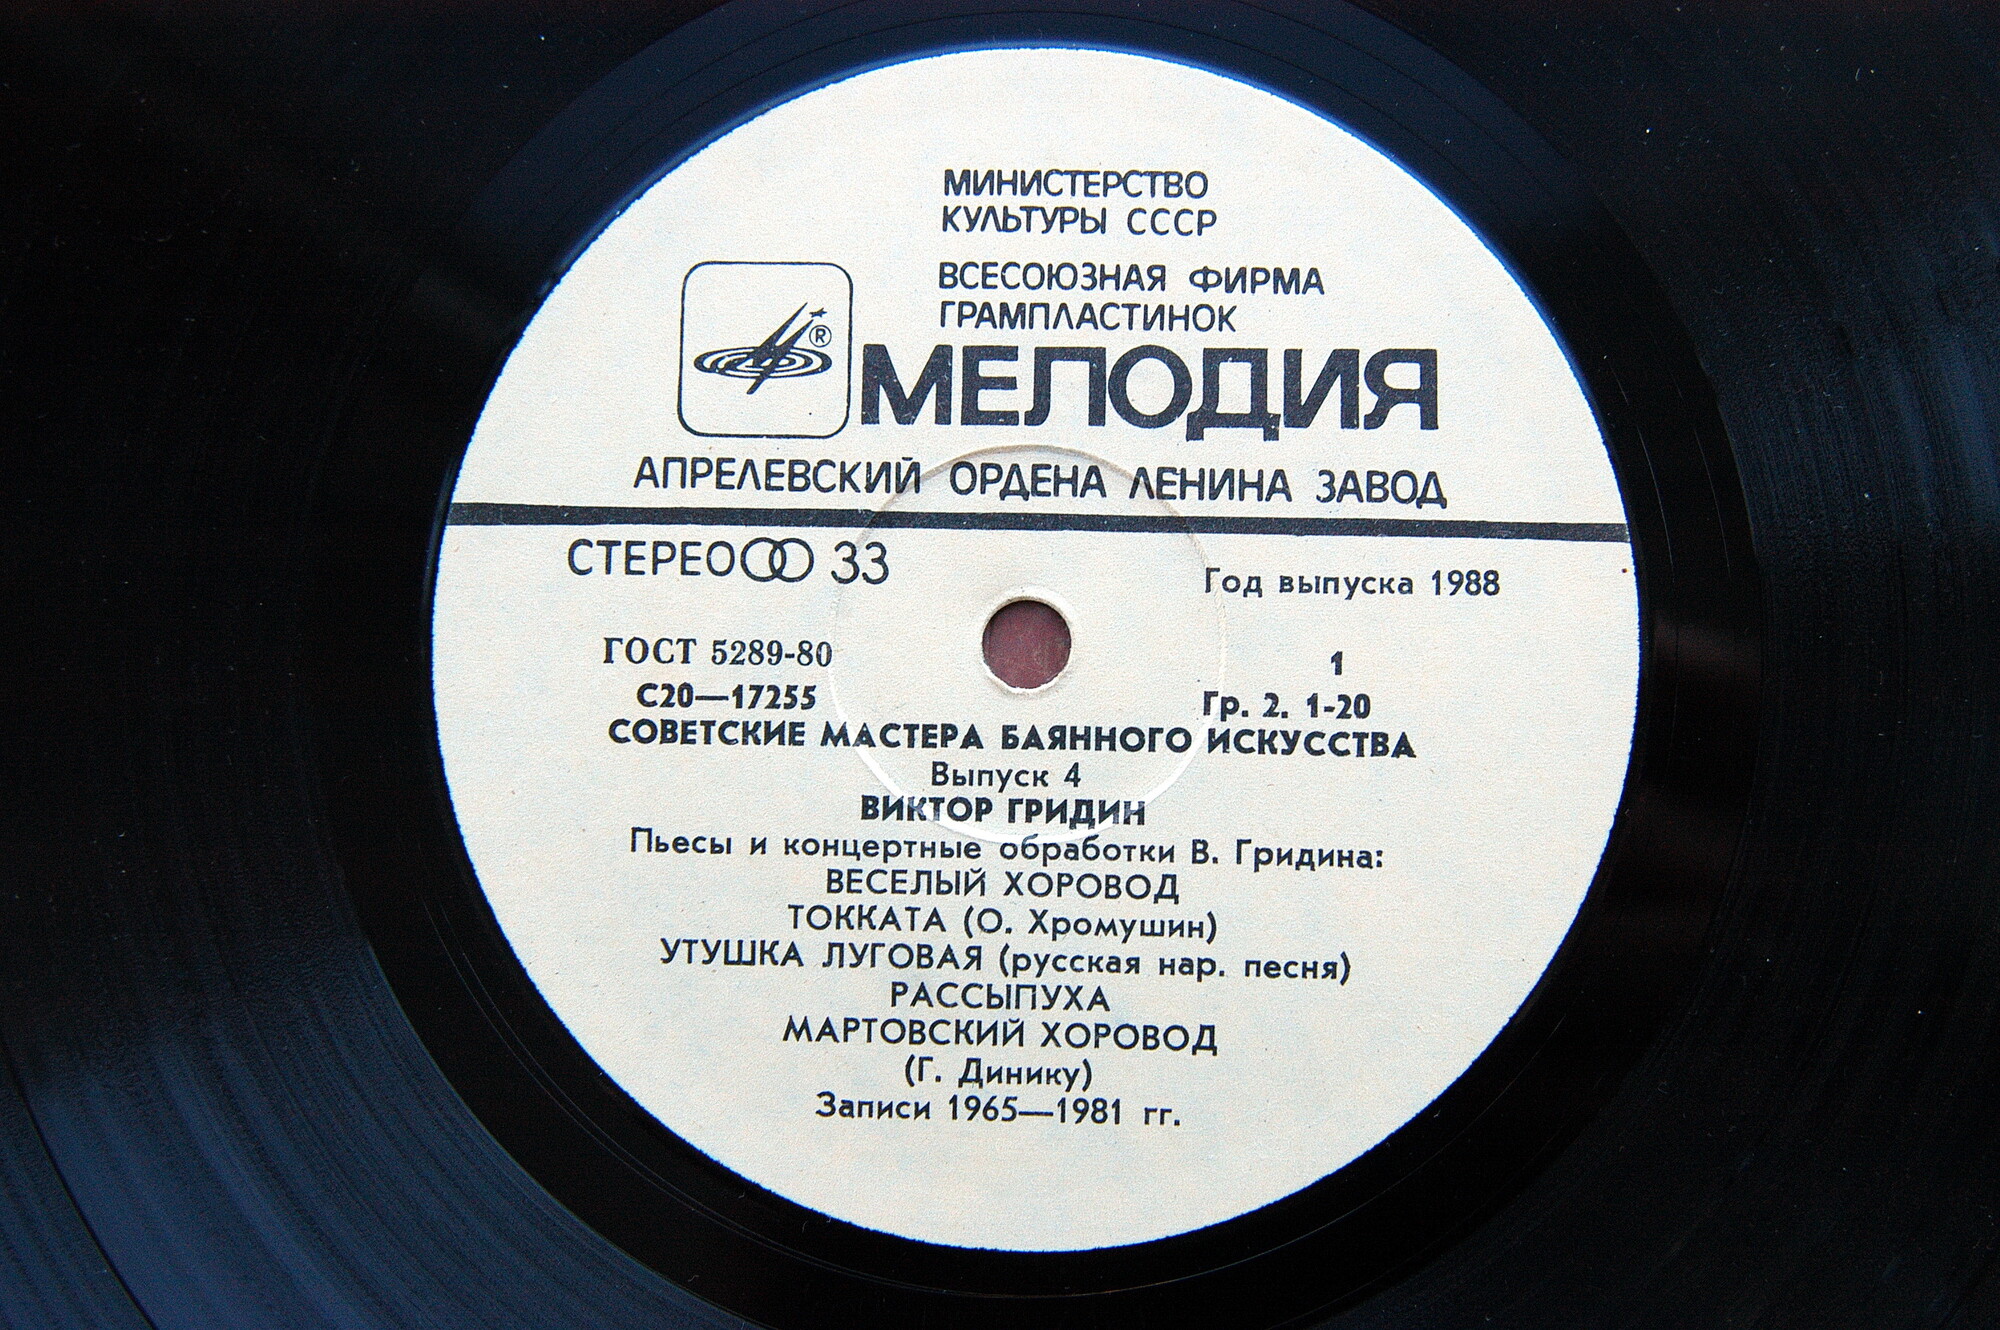 МИНИСТЕРСТВО
КУЛЬТУРЫ СССР
ВСЕСОЮЗНАЯ ФИРМА
ГРАМПЛАСТИНОК
®
МЕЛОДИЯ
АПРЕЛЕВСКИЙ ОРДЕНА ЛЕНИНА ЗАВОД
СТЕРЕО 33
Год выпуска 1988
ГОСТ 5289-80
1
С20—17255
Гр. 2. 1-20
СОВЕТСКИЕ МАСТЕРА БАЯННОГО ИСКУССТВА
Выпуск 4
ВИКТОР ГРИДИН
Пьесы и концертные обработки В. Гридина:
ВЕСЕЛЫЙ ХОРОВОД
ТОККАТА (О. Хромушин)
УТУШКА ЛУГОВАЯ (русская нар. песня)
РАССЫПУХА
МАРТОВСКИЙ ХОРОВОД
(Г. Динику)
Записи 1965—1981 гг.